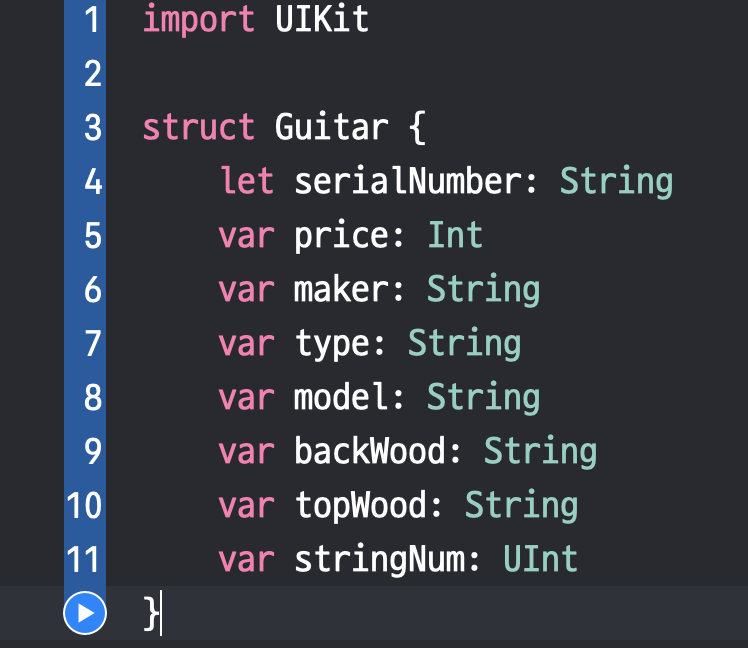 1 import UIKit
2
3 struct Guitar {
4 let serialNumber: String
5 var price: Int
6 var maker: String
7 var type: String
8 var model: String
9 var backWood: String
10 var topWood: String
11 var stringNum: UInt
}